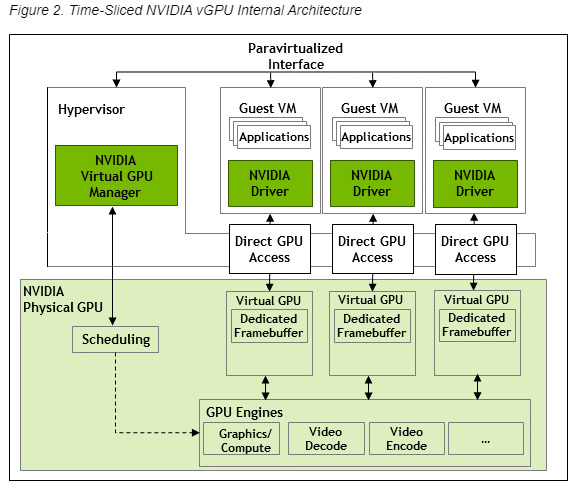 Figure 2. Time-Sliced NVIDIA vGPU Internal Architecture
Paravirtualized
Interface
Hypervisor
NVIDIA
Virtual GPU
Manager
Guest VM
Applications
NVIDIA
Driver
Guest VM
Applications
NVIDIA
Driver
Guest VM
Applications
NVIDIA
Driver
Direct GPU
Access
Direct GPU
Access
Direct GPU
Access
NVIDIA
Physical GPU
Scheduling
Virtual GPU
Dedicated
Framebuffer
Virtual GPU
Dedicated
Framebuffer
Virtual GPU
Dedicated
Framebuffer
GPU Engines
Graphics/
Compute
Video
Decode
Video
Encode
...